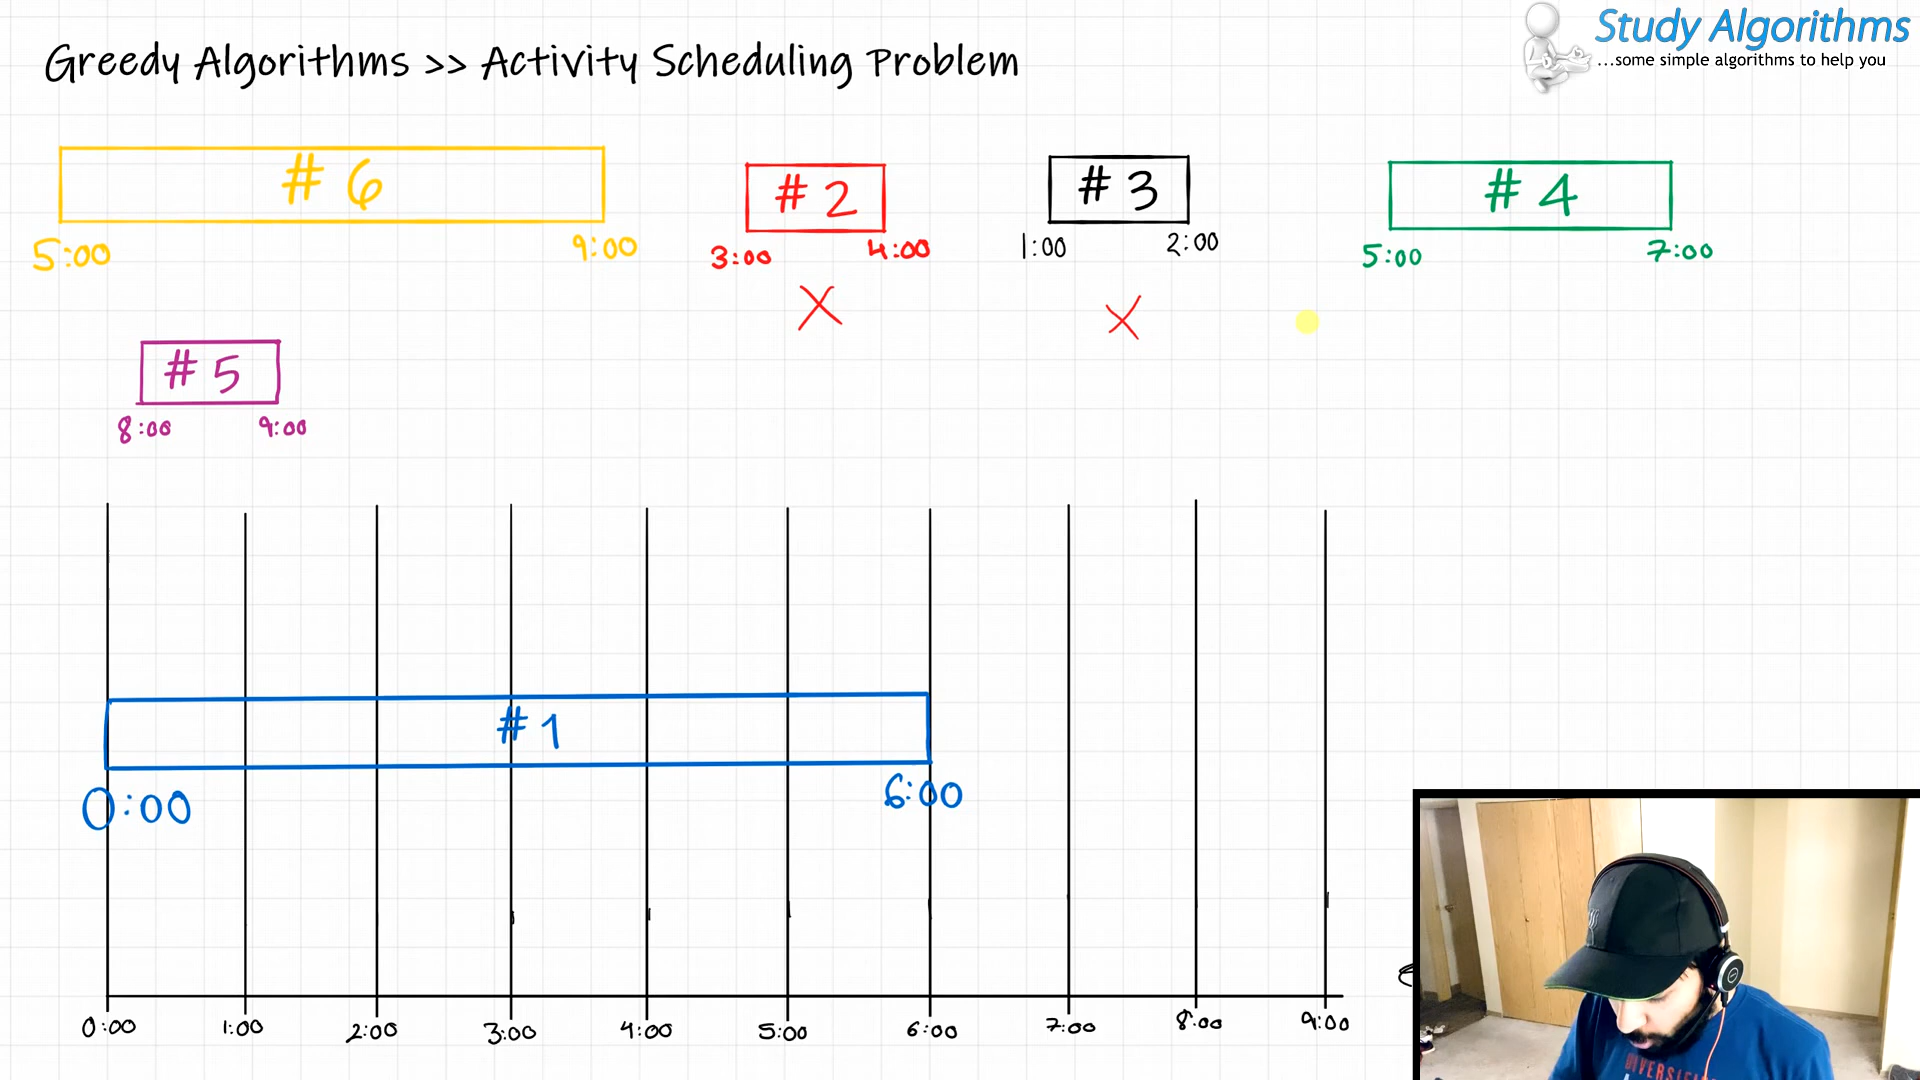 Greedy Algorithms >> Activity Scheduling Problem
Study Algorithms
...some simple algorithms to help you
# 6
5:00 9:00
# 2
3:00 4:00
X
# 3
1:00 2:00
X
# 4
5:00 7:00
# 5
8:00 9:00
# 1
0:00 6:00
0:00 1:00 2:00 3:00 4:00 5:00 6:00 7:00 8:00 9:00